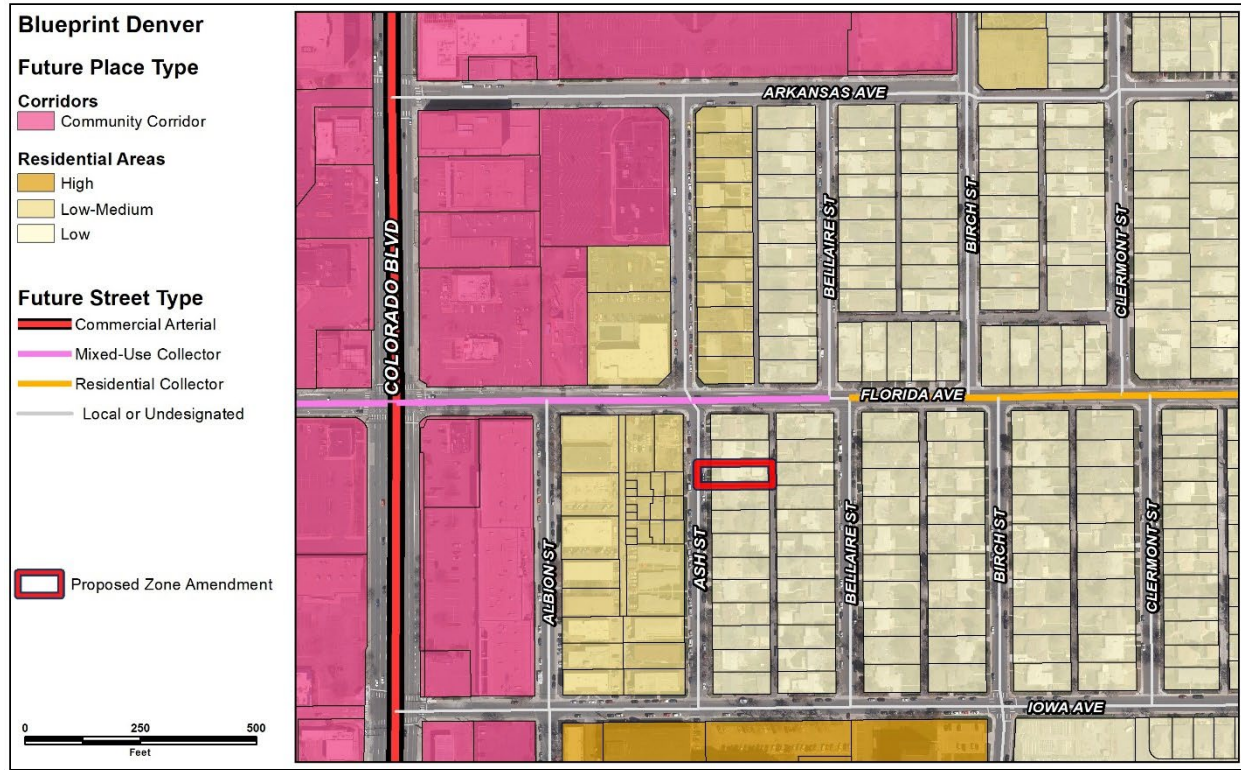 Blueprint Denver
Future Place Type
Corridors
Community Corridor
Residential Areas
High
Low-Medium
Low
Future Street Type
Commercial Arterial
Mixed-Use Collector
Residential Collector
Local or Undesignated
Proposed Zone Amendment
0 250 500
Feet
ARKANSAS AVE
COLORADO BLVD
BELLAIRE ST
BIRCH ST
CLERMONT ST
FLORIDA AVE
ALBION ST
ASH ST
BELLAIRE ST
BIRCH ST
CLERMONT ST
IOWA AVE